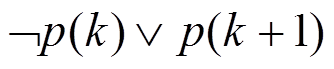 ¬p(k) ∨ p(k + 1)